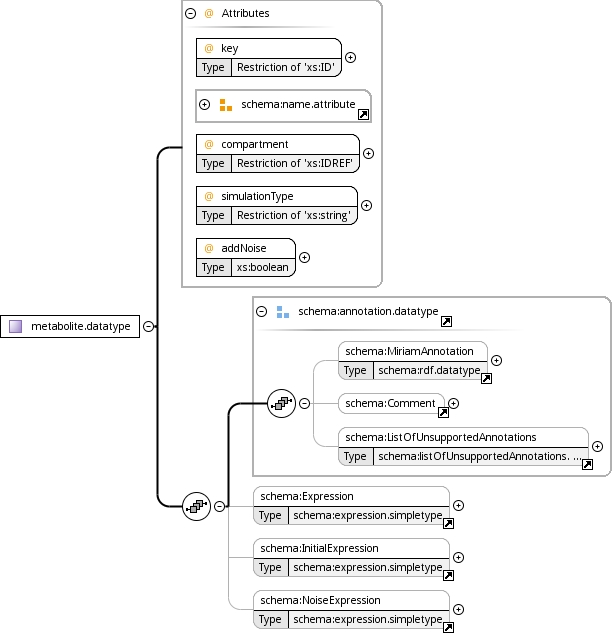 @ Attributes
@ key
Type Restriction of 'xs:ID'
schema:name.attribute
@ compartment
Type Restriction of 'xs:IDREF'
@ simulationType
Type Restriction of 'xs:string'
@ addNoise
Type xs:boolean
metabolite.datatype
schema:annotation.datatype
schema:MiriamAnnotation
Type schema:rdf.datatype
schema:Comment
schema:ListOfUnsupportedAnnotations
Type schema:listOfUnsupportedAnnotations. ...
schema:Expression
Type schema:expression.simpletype
schema:InitialExpression
Type schema:expression.simpletype
schema:NoiseExpression
Type schema:expression.simpletype